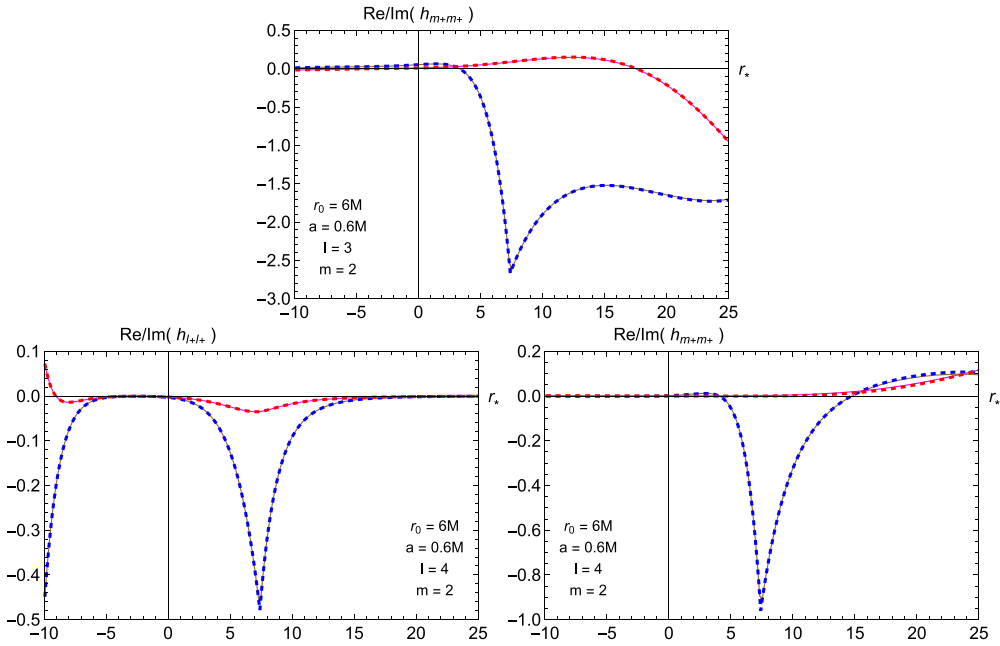 Re/Im( h_{m+m+} )
0.5
0.0
−0.5
−1.0
−1.5
−2.0
−2.5
−3.0
r_*
r_0 = 6M
a = 0.6M
l = 3
m = 2
−10 −5 0 5 10 15 20 25
Re/Im( h_{l+l+} )
0.1
0.0
−0.1
−0.2
−0.3
−0.4
−0.5
r_*
r_0 = 6M
a = 0.6M
l = 4
m = 2
−10 −5 0 5 10 15 20 25
Re/Im( h_{m+m+} )
0.2
0.0
−0.2
−0.4
−0.6
−0.8
−1.0
r_*
r_0 = 6M
a = 0.6M
l = 4
m = 2
−10 −5 0 5 10 15 20 25